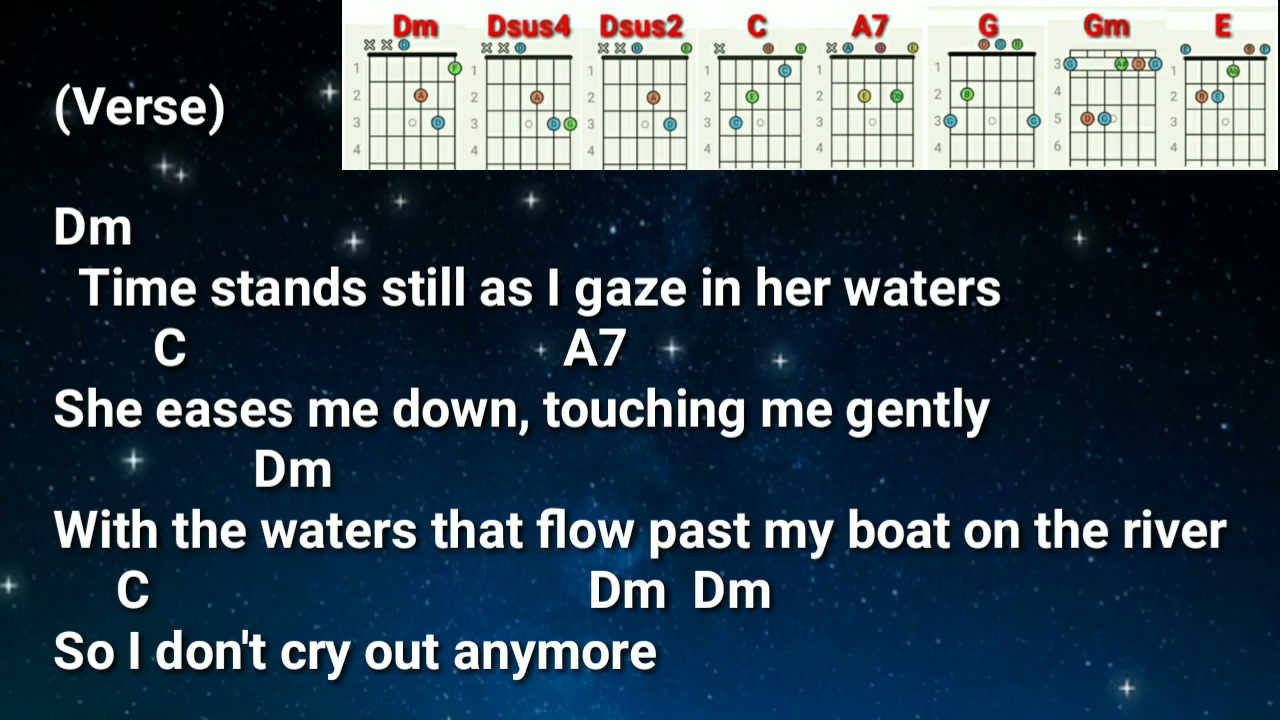 Dm Dsus4 Dsus2 C A7 G Gm E
(Verse)
Dm
Time stands still as I gaze in her waters
C A7
She eases me down, touching me gently
Dm
With the waters that flow past my boat on the river
C Dm Dm
So I don't cry out anymore